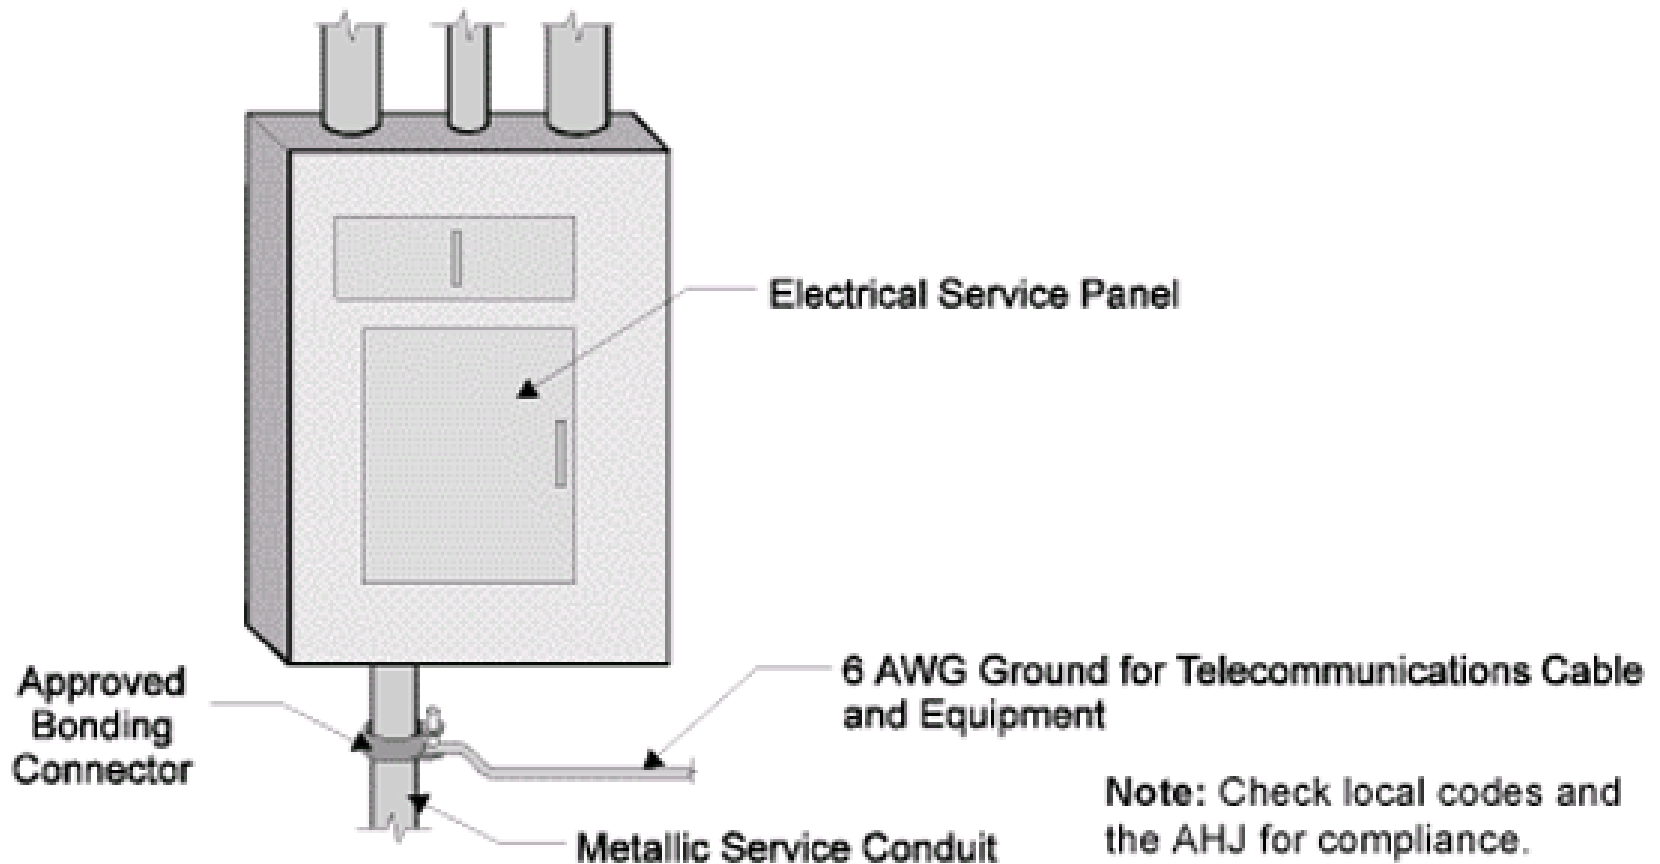 Electrical Service Panel
Approved
Bonding
Connector
6 AWG Ground for Telecommunications Cable
and Equipment
Metallic Service Conduit
Note: Check local codes and
the AHJ for compliance.